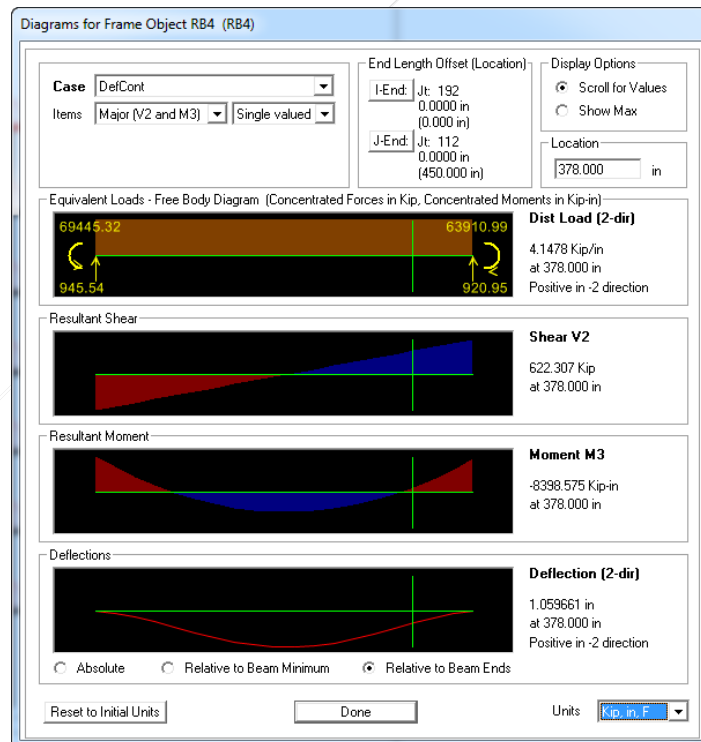 Diagrams for Frame Object RB4 (RB4)
Case DefCont
Items Major (V2 and M3) Single valued
End Length Offset (Location)
I-End: Jt: 192
0.0000 in
(0.000 in)
J-End: Jt: 112
0.0000 in
(450.000 in)
Display Options
Scroll for Values
Show Max
Location
378.000 in
Equivalent Loads - Free Body Diagram (Concentrated Forces in Kip, Concentrated Moments in Kip-in)
69445.32 63910.99
945.54 920.95
Dist Load (2-dir)
4.1478 Kip/in
at 378.000 in
Positive in -2 direction
Resultant Shear
Shear V2
622.307 Kip
at 378.000 in
Resultant Moment
Moment M3
-8398.575 Kip-in
at 378.000 in
Deflections
Deflection (2-dir)
1.059661 in
at 378.000 in
Positive in -2 direction
Absolute Relative to Beam Minimum Relative to Beam Ends
Reset to Initial Units Done Units Kip, in, F